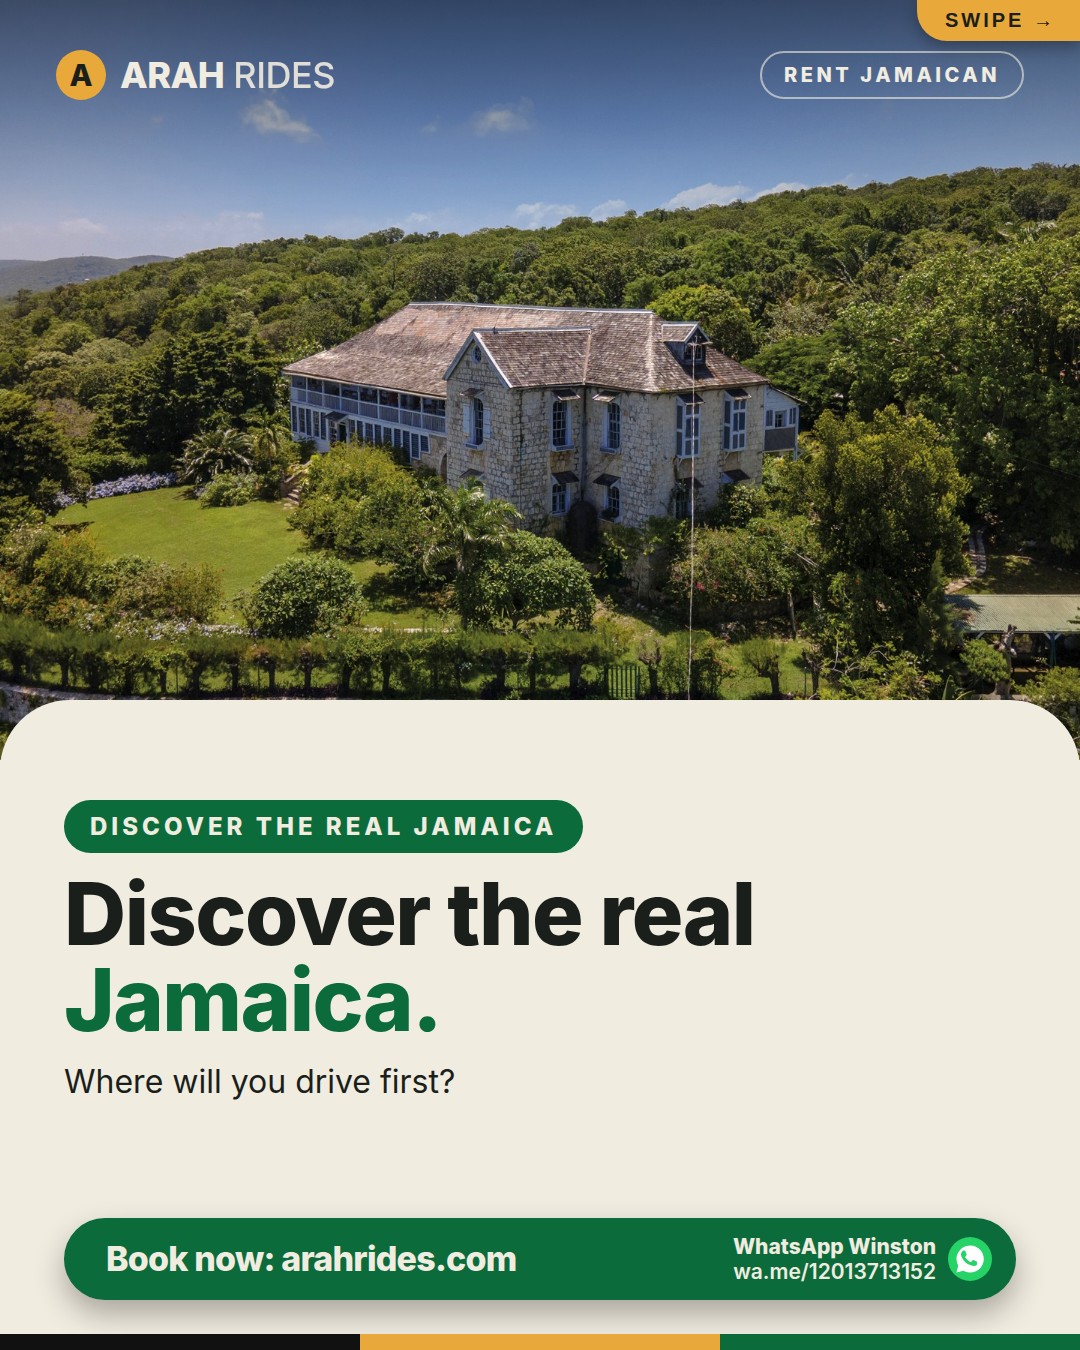 SWIPE →
A ARAH RIDES
RENT JAMAICAN
DISCOVER THE REAL JAMAICA
Discover the real
Jamaica.
Where will you drive first?
Book now: arahrides.com
WhatsApp Winston
wa.me/12013713152